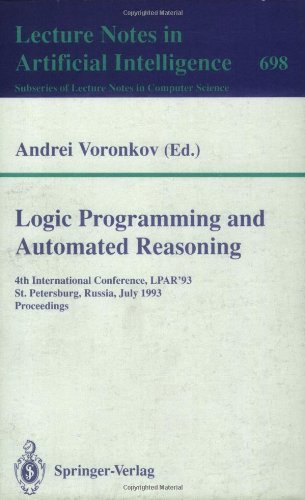 Lecture Notes in
Artificial Intelligence 698
Subseries of Lecture Notes in Computer Science
Andrei Voronkov (Ed.)
Logic Programming and
Automated Reasoning
4th International Conference, LPAR'93
St. Petersburg, Russia, July 1993
Proceedings
Springer-Verlag